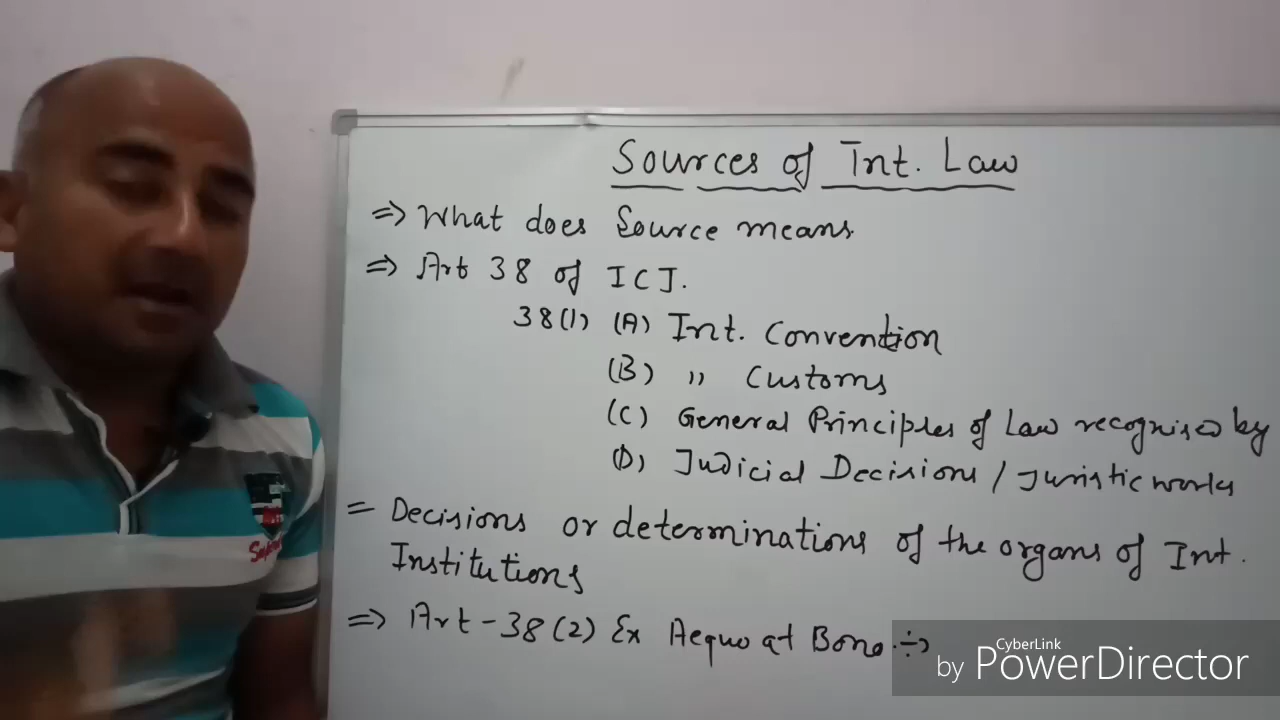 Sources of Int. Law
⇒ What does Source means
⇒ Art 38 of ICJ.
38(1) (A) Int. Convention
(B) " Customs
(C) General Principles of Law recognised by
(D) Judicial Decisions / Juristic works
= Decisions or determinations of the organs of Int.
Institutions
⇒ Art-38(2) Ex Aequo at Bono ÷>
CyberLink
by PowerDirector